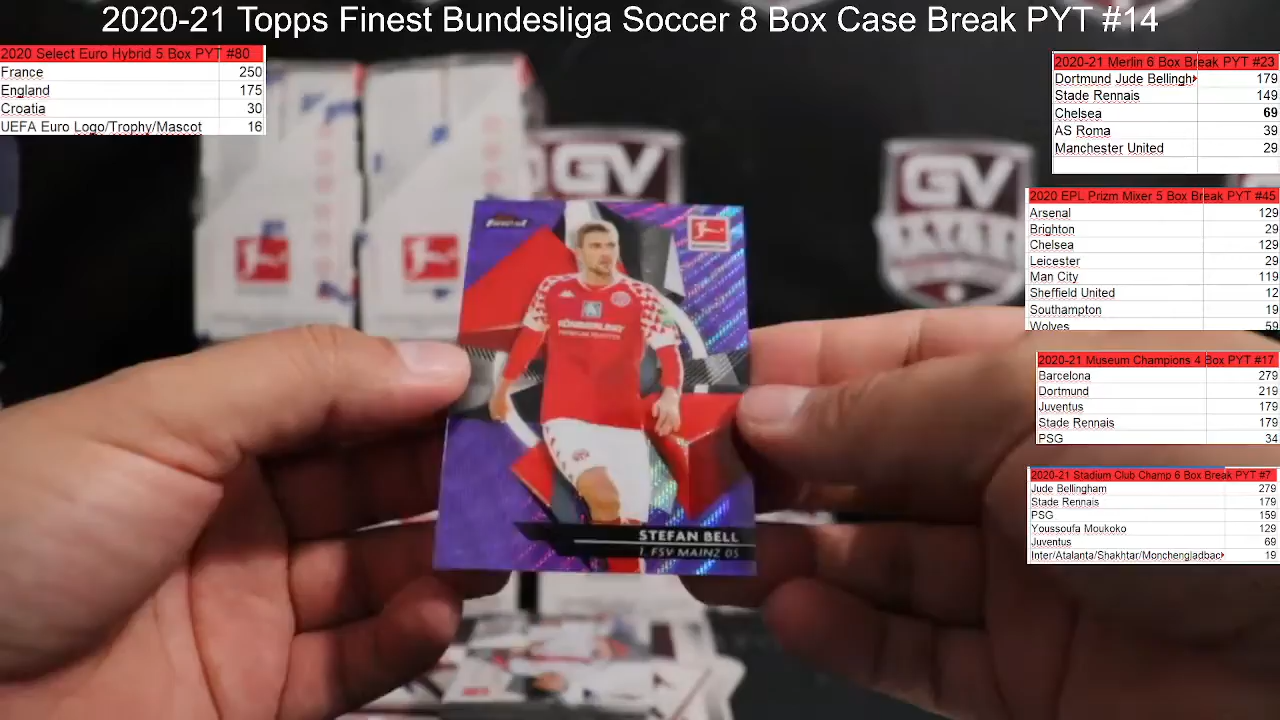 2020-21 Topps Finest Bundesliga Soccer 8 Box Case Break PYT #14
2020 Select Euro Hybrid 5 Box PYT #80
France 250
England 175
Croatia 30
UEFA Euro Logo/Trophy/Mascot 16
2020-21 Merlin 6 Box Break PYT #23
Dortmund Jude Bellingh 179
Stade Rennais 149
Chelsea 69
AS Roma 39
Manchester United 29
2020 EPL Prizm Mixer 5 Box Break PYT #45
Arsenal 129
Brighton 29
Chelsea 129
Leicester 29
Man City 119
Sheffield United 12
Southampton 19
Wolves 59
2020-21 Museum Champions 4 Box PYT #17
Barcelona 279
Dortmund 219
Juventus 179
Stade Rennais 179
PSG 34
2020-21 Stadium Club Champ 6 Box Break PYT #7
Jude Bellingham 279
Stade Rennais 179
PSG 159
Youssoufa Moukoko 129
Juventus 69
Inter/Atalanta/Shakhtar/Monchengladbac 19
GV
GV
Finest
STEFAN BELL
1. FSV MAINZ 05